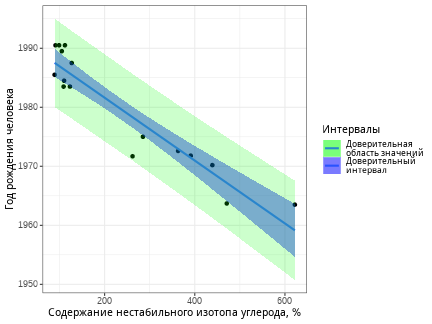 Год рождения человека
1990
1980
1970
1960
1950
200
400
600
Содержание нестабильного изотопа углерода, %
Интервалы
Доверительная
область значений
Доверительный
интервал